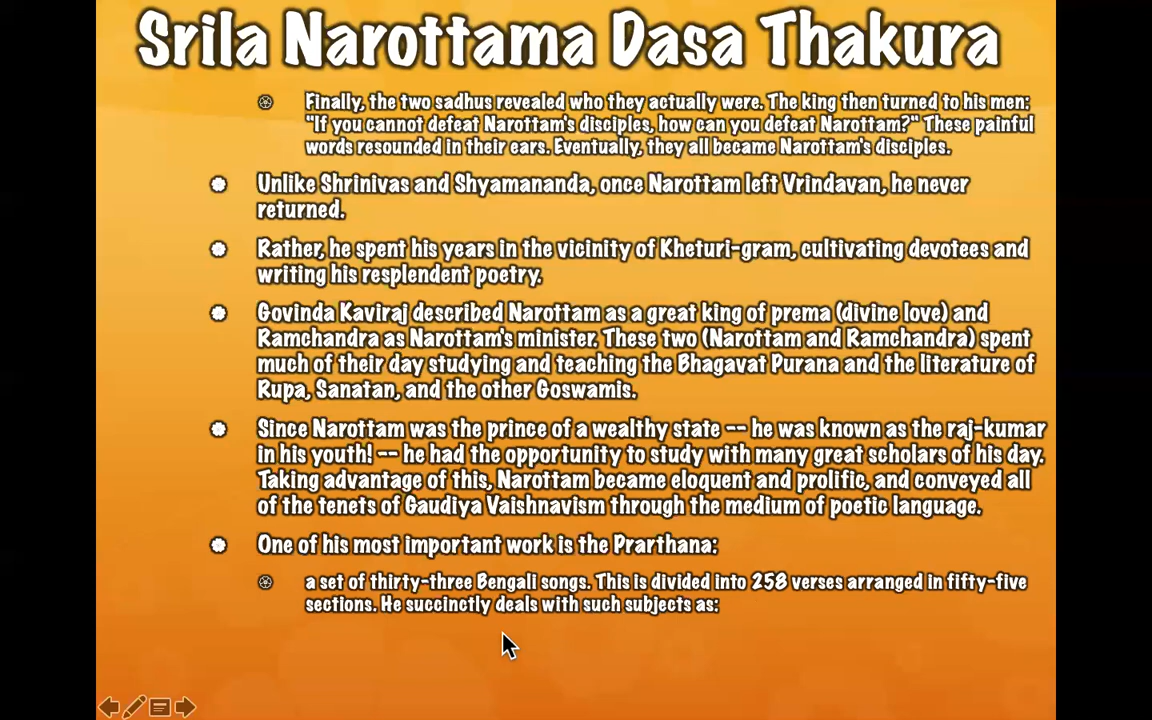 Srila Narottama Dasa Thakura
Finally, the two sadhus revealed who they actually were. The king then turned to his men:
"If you cannot defeat Narottam's disciples, how can you defeat Narottam?" These painful
words resounded in their ears. Eventually, they all became Narottam's disciples.
Unlike Shrinivas and Shyamananda, once Narottam left Vrindavan, he never
returned.
Rather, he spent his years in the vicinity of Kheturi-gram, cultivating devotees and
writing his resplendent poetry.
Govinda Kaviraj described Narottam as a great king of prema (divine love) and
Ramchandra as Narottam's minister. These two (Narottam and Ramchandra) spent
much of their day studying and teaching the Bhagavat Purana and the literature of
Rupa, Sanatan, and the other Goswamis.
Since Narottam was the prince of a wealthy state -- he was known as the raj-kumar
in his youth! -- he had the opportunity to study with many great scholars of his day.
Taking advantage of this, Narottam became eloquent and prolific, and conveyed all
of the tenets of Gaudiya Vaishnavism through the medium of poetic language.
One of his most important work is the Prarthana:
a set of thirty-three Bengali songs. This is divided into 258 verses arranged in fifty-five
sections. He succinctly deals with such subjects as: